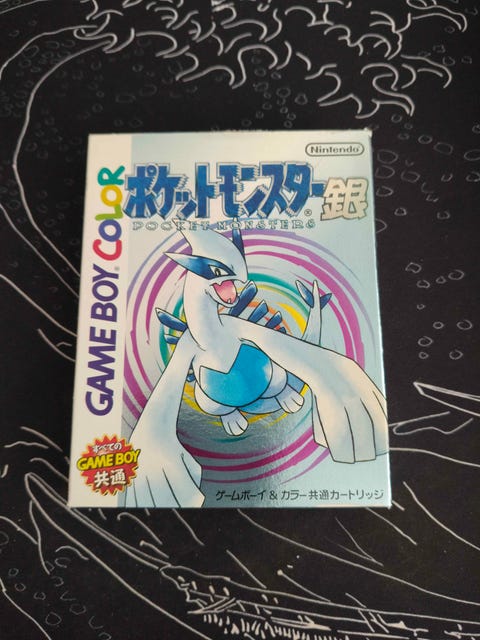 Nintendo
ポケットモンスター銀
POCKET MONSTERS
GAME BOY COLOR
すべての
GAME BOY
共通
ゲームボーイ & カラー共通カートリッジ